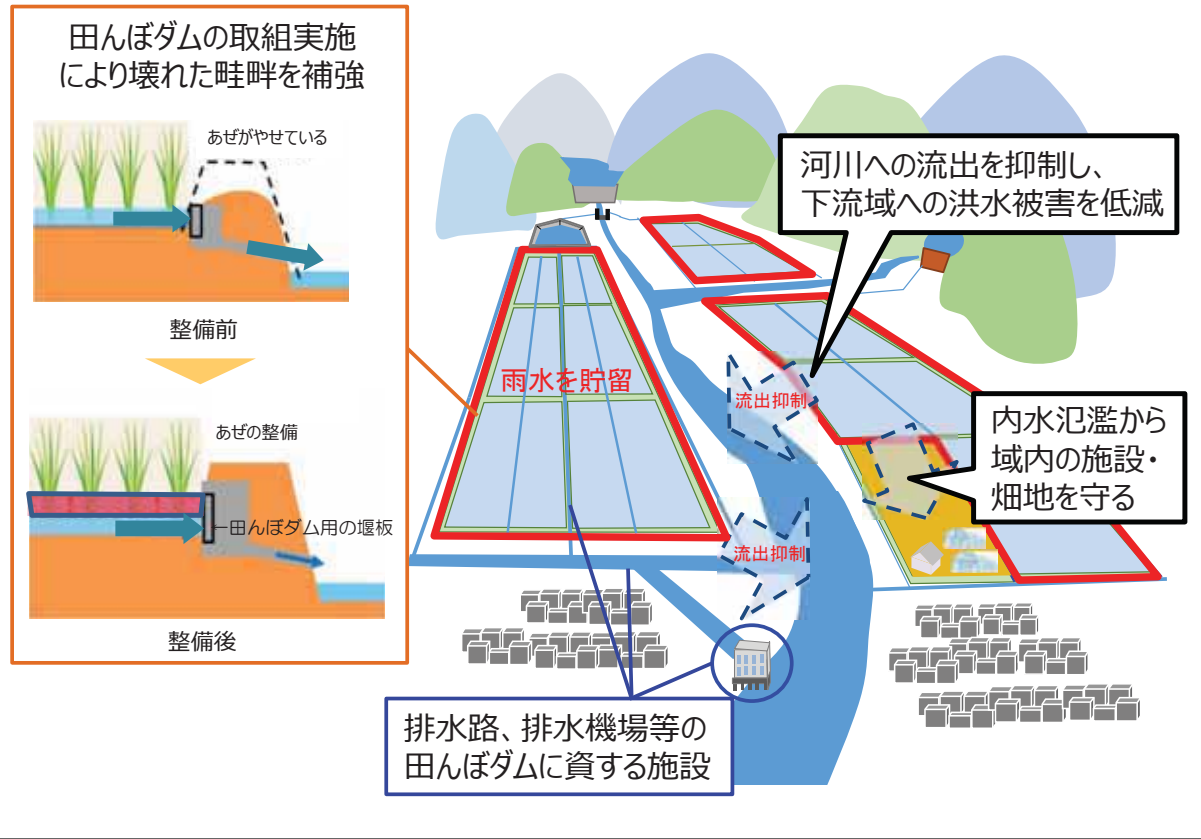 田んぼダムの取組実施
により壊れた畦畔を補強
あぜがやせている
整備前
あぜの整備
←田んぼダム用の堰板
整備後
河川への流出を抑制し、
下流域への洪水被害を低減
雨水を貯留
流出抑制
内水氾濫から
域内の施設・
畑地を守る
流出抑制
排水路、排水機場等の
田んぼダムに資する施設